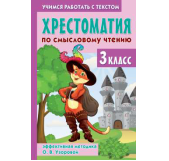 УЧИМСЯ РАБОТАТЬ С ТЕКСТОМ
ХРЕСТОМАТИЯ
ПО СМЫСЛОВОМУ ЧТЕНИЮ
3 КЛАСС
эффективная методика
О. В. Узоровой